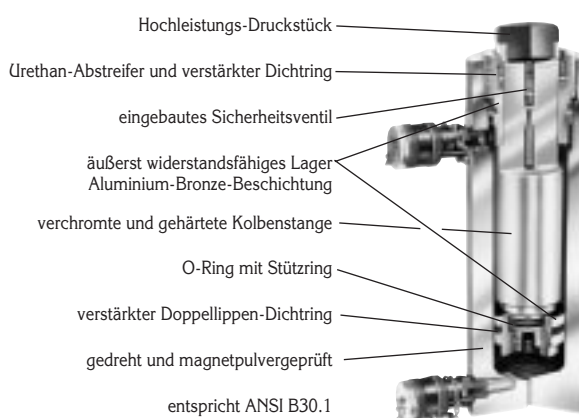 Hochleistungs-Druckstück
Urethan-Abstreifer und verstärkter Dichtring
eingebautes Sicherheitsventil
äußerst widerstandsfähiges Lager
Aluminium-Bronze-Beschichtung
verchromte und gehärtete Kolbenstange
O-Ring mit Stützring
verstärkter Doppellippen-Dichtring
gedreht und magnetpulvergeprüft
entspricht ANSI B30.1